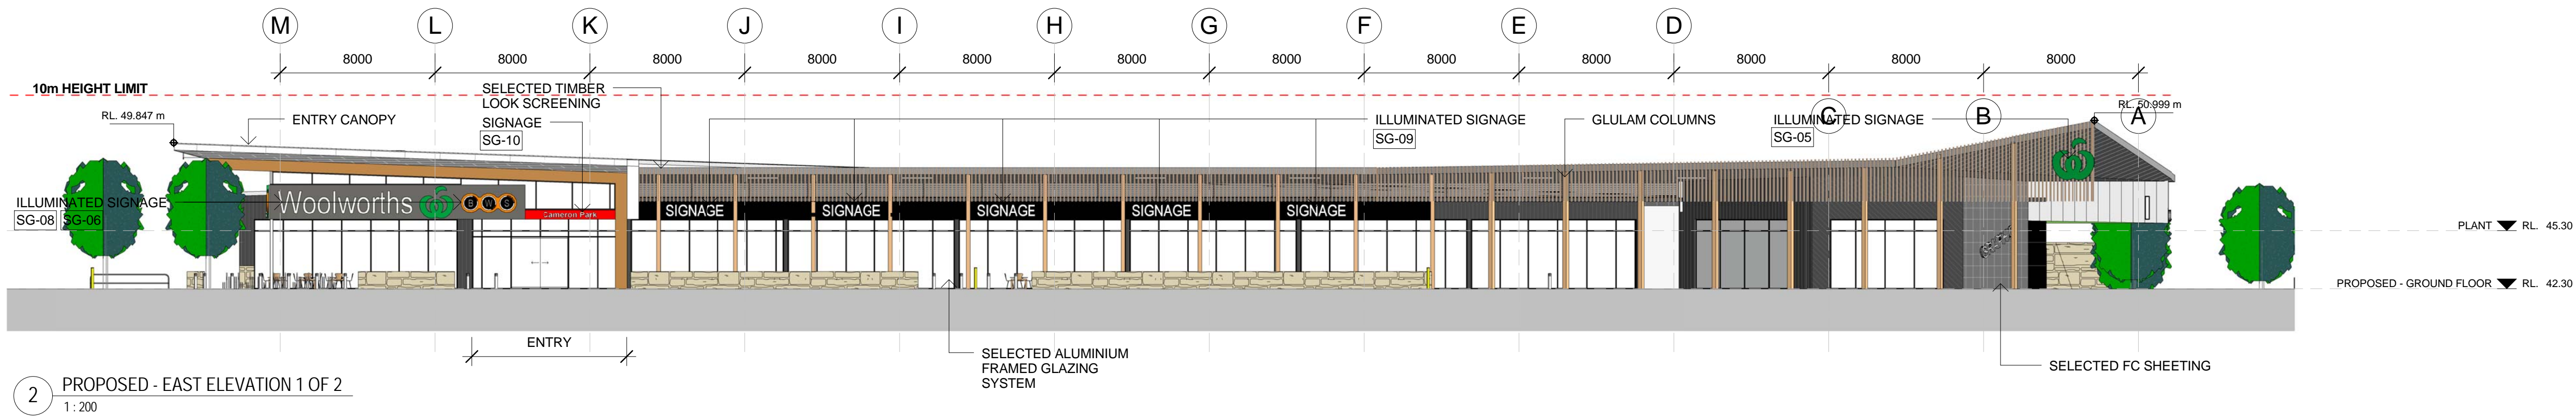 M L K J I H G F E D
8000 8000 8000 8000 8000 8000 8000 8000 8000 8000 8000 8000
10m HEIGHT LIMIT
SELECTED TIMBER
LOOK SCREENING
RL. 49.847 m
ENTRY CANOPY
SIGNAGE
SG-10
ILLUMINATED SIGNAGE
SG-09
GLULAM COLUMNS
ILLUMINATED SIGNAGE
SG-05
C
B
RL. 50.999 m
A
ILLUMINATED SIGNAGE
SG-08 SG-06
Woolworths
B W S
Cameron Park
SIGNAGE SIGNAGE SIGNAGE SIGNAGE SIGNAGE
PLANT RL. 45.30
PROPOSED - GROUND FLOOR RL. 42.30
ENTRY
SELECTED ALUMINIUM
FRAMED GLAZING
SYSTEM
SELECTED FC SHEETING
2
PROPOSED - EAST ELEVATION 1 OF 2
1 : 200